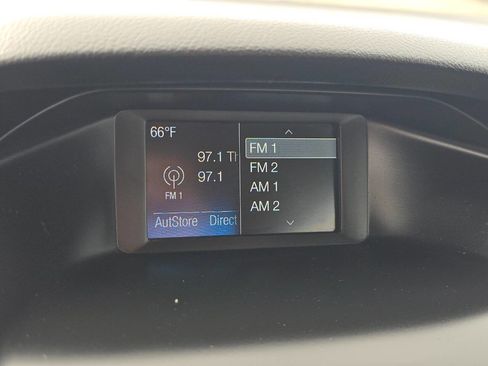 66°F
97.1 Th
97.1
FM 1
AutStore Direct
FM 1
FM 2
AM 1
AM 2